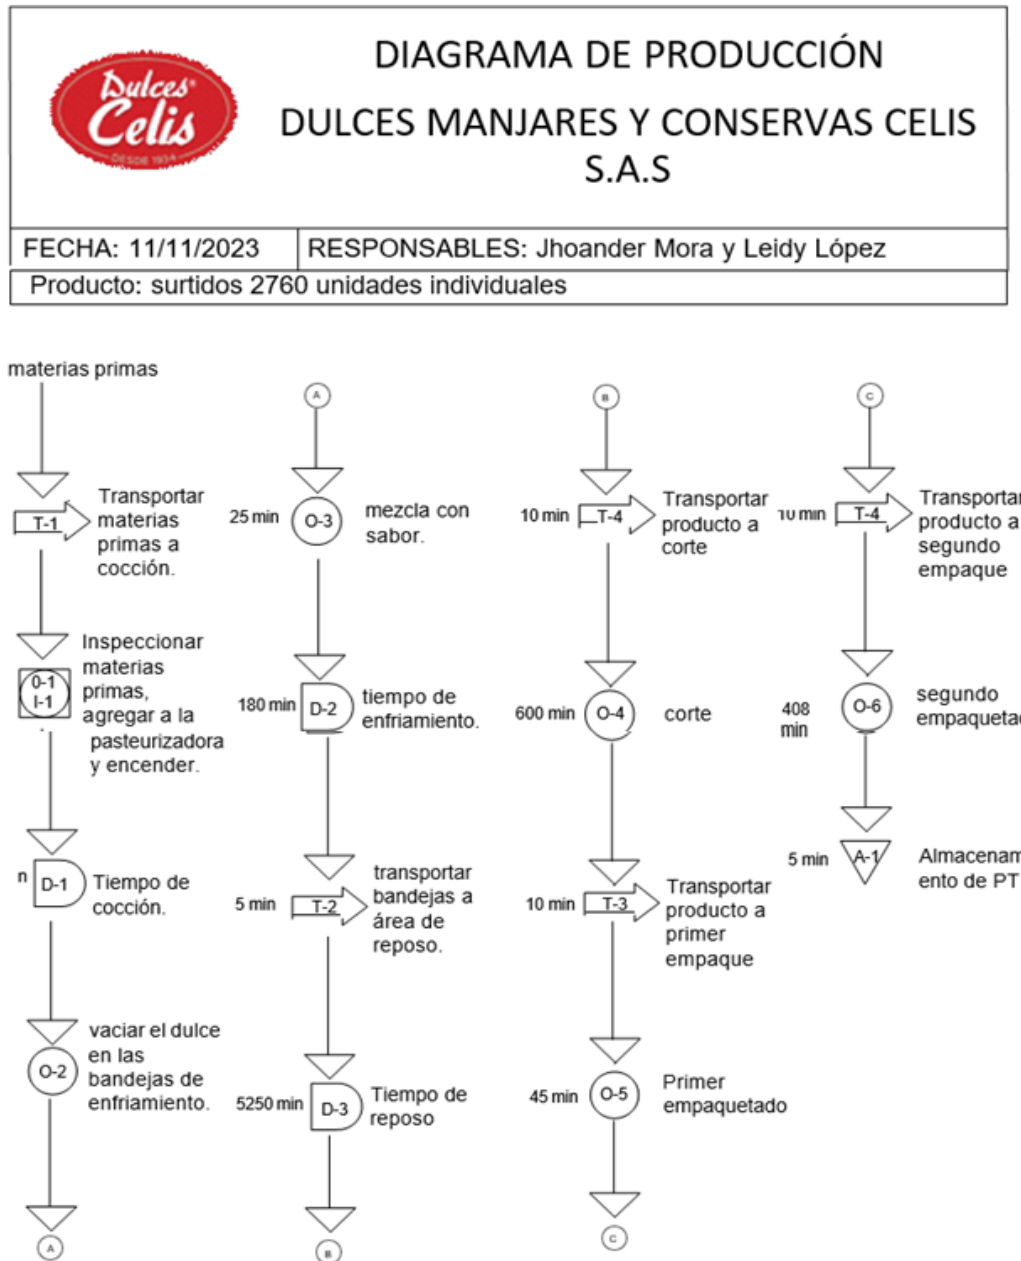 Dulces®
Celis
DESDE 1934
DIAGRAMA DE PRODUCCIÓN
DULCES MANJARES Y CONSERVAS CELIS
S.A.S
FECHA: 11/11/2023
RESPONSABLES: Jhoander Mora y Leidy López
Producto: surtidos 2760 unidades individuales
materias primas
T-1
Transportar
materias
primas a
cocción.
0-1
I-1
Inspeccionar
materias
primas,
agregar a la
pasteurizadora
y encender.
n
D-1
Tiempo de
cocción.
O-2
vaciar el dulce
en las
bandejas de
enfriamiento.
A
A
25 min
O-3
mezcla con
sabor.
180 min
D-2
tiempo de
enfriamiento.
5 min
T-2
transportar
bandejas a
área de
reposo.
5250 min
D-3
Tiempo de
reposo
B
B
10 min
T-4
Transportar
producto a
corte
600 min
O-4
corte
10 min
T-3
Transportar
producto a
primer
empaque
45 min
O-5
Primer
empaquetado
C
C
10 min
T-4
Transportar
producto a
segundo
empaque
408
min
O-6
segundo
empaquetad
5 min
A-1
Almacenam
ento de PT